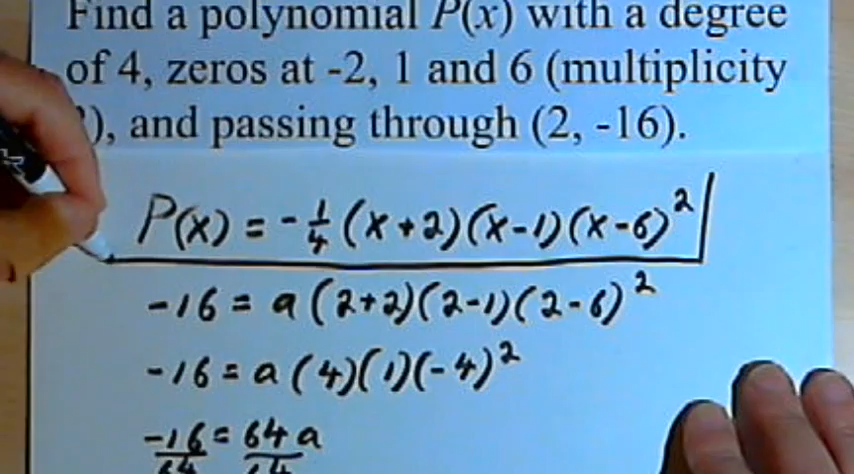 Find a polynomial P(x) with a degree
of 4, zeros at -2, 1 and 6 (multiplicity
), and passing through (2, -16).
P(x) = -1/4 (x+2)(x-1)(x-6)²
-16 = a(2+2)(2-1)(2-6)²
-16 = a(4)(1)(-4)²
-16 = 64a
64 64